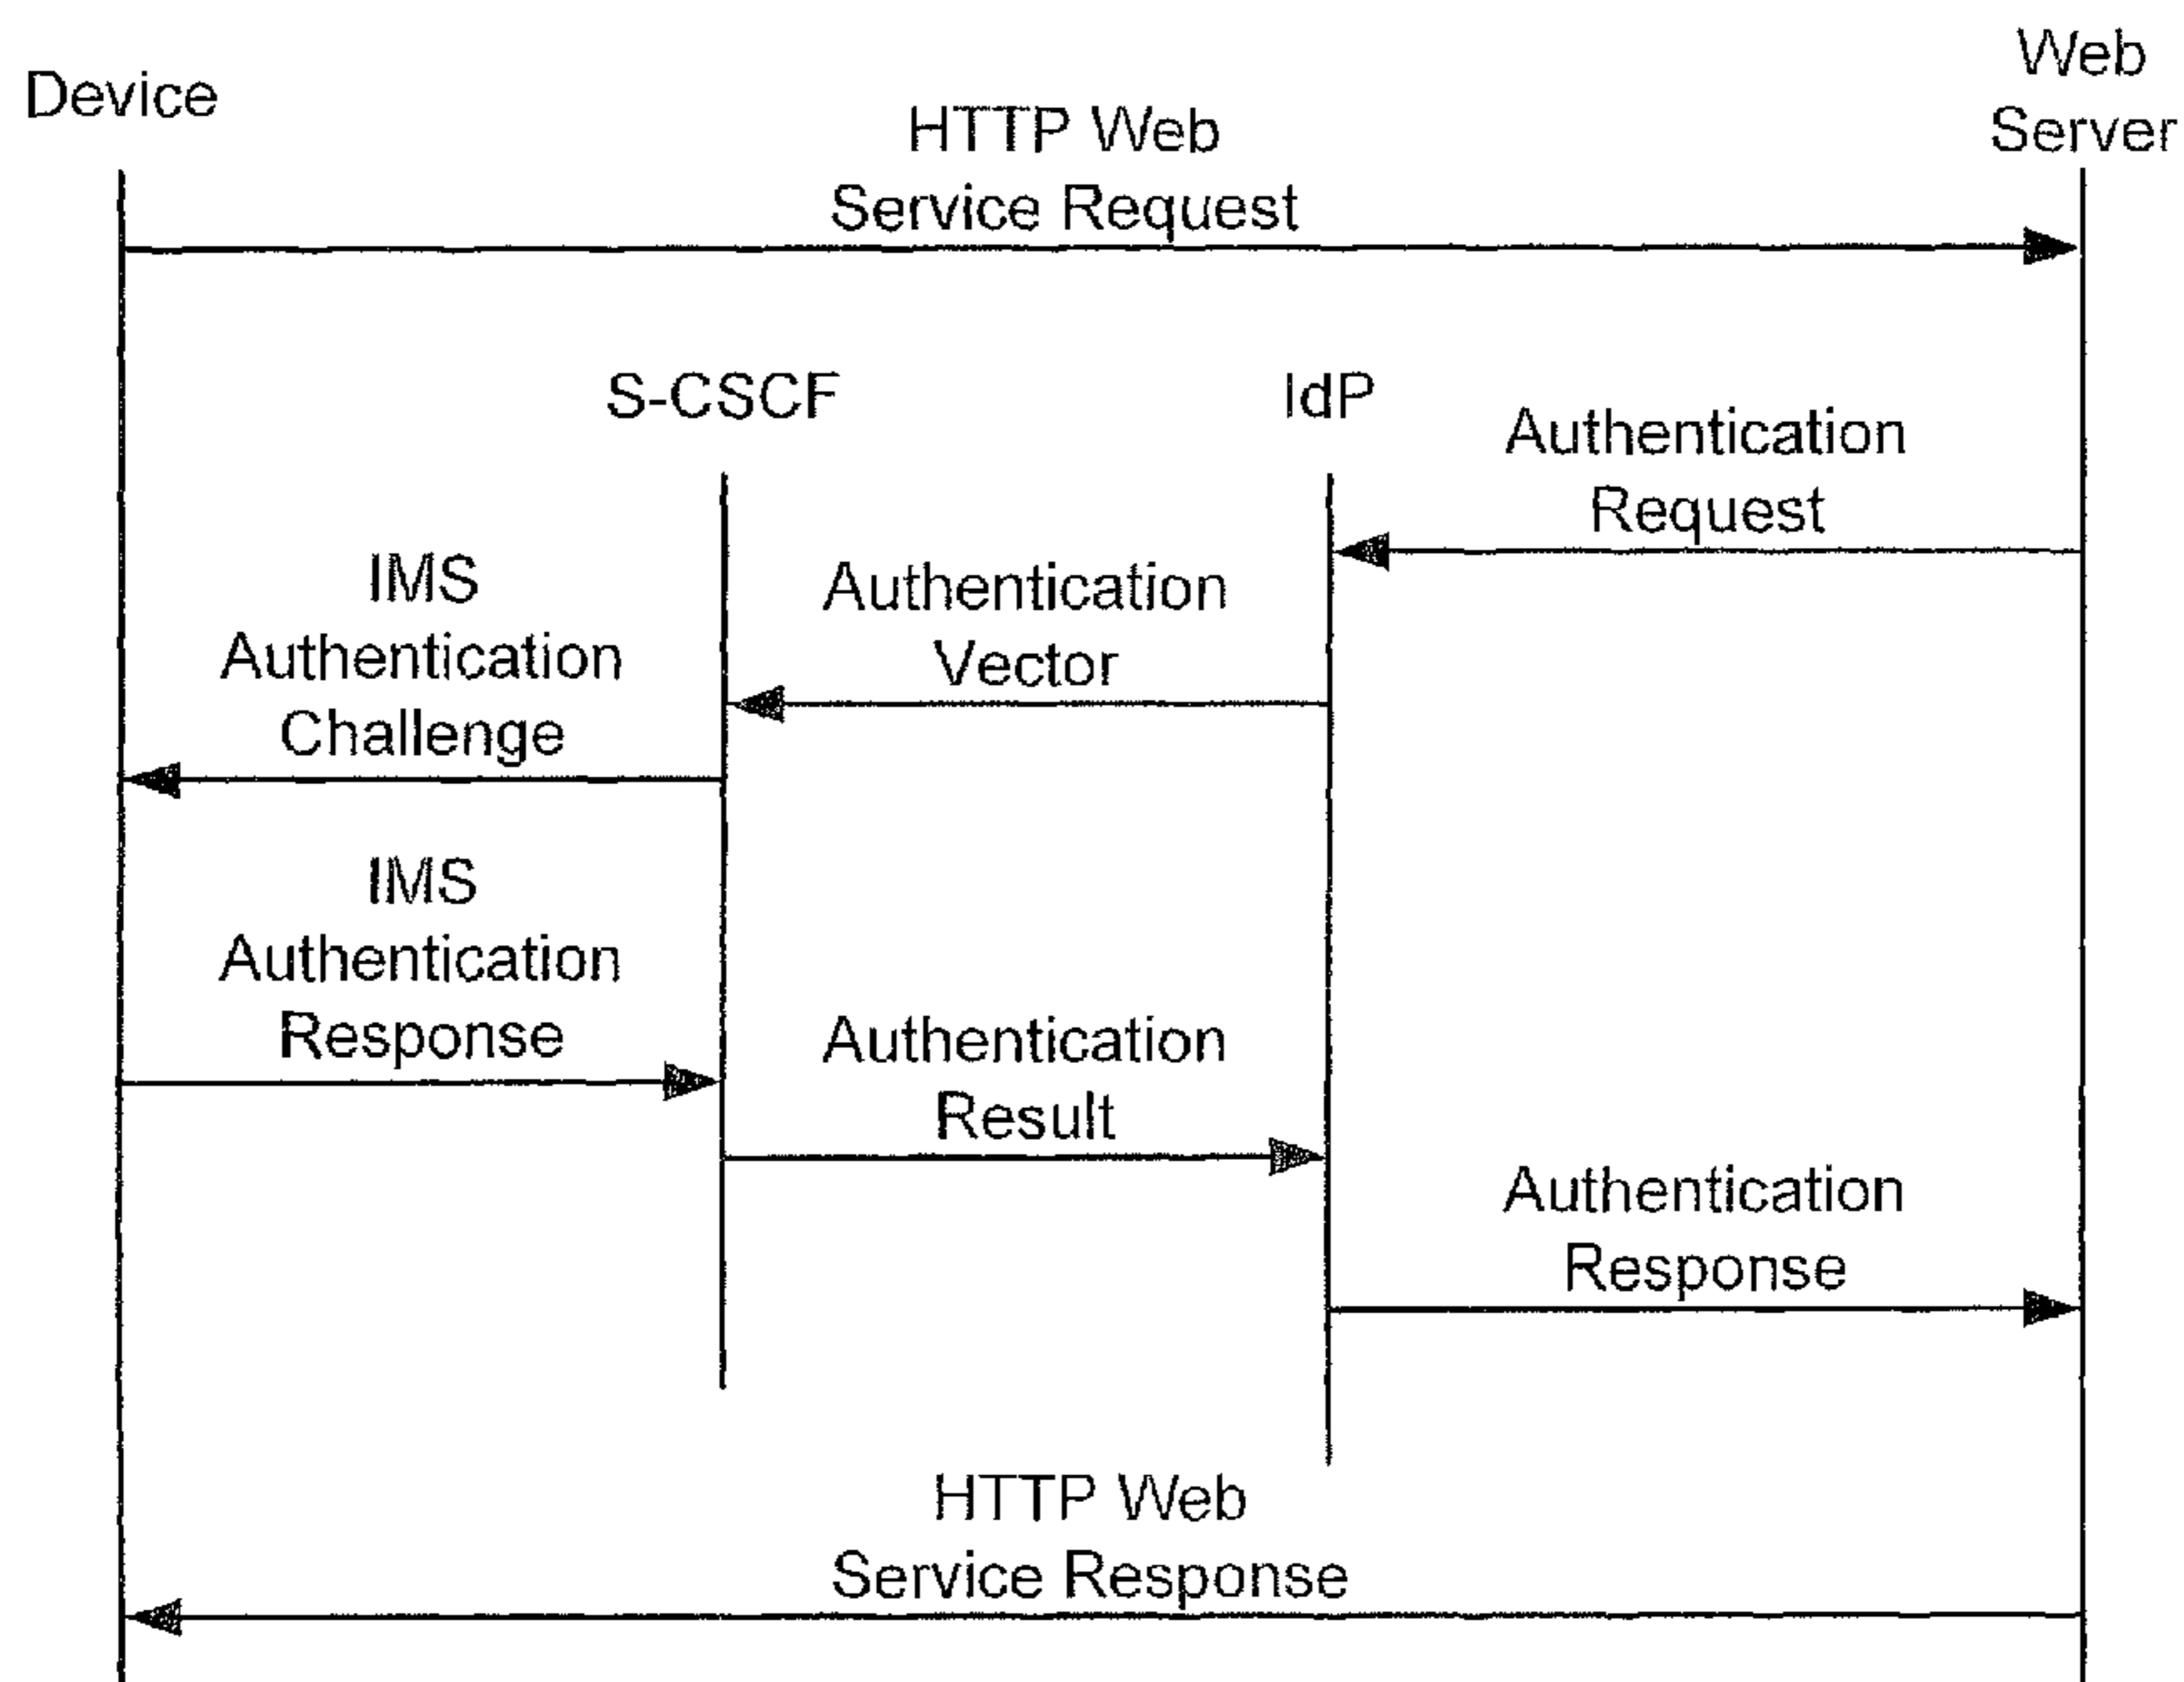 Device
Web
Server
HTTP Web
Service Request
S-CSCF
IdP
Authentication
Request
IMS
Authentication
Challenge
Authentication
Vector
IMS
Authentication
Response
Authentication
Result
Authentication
Response
HTTP Web
Service Response